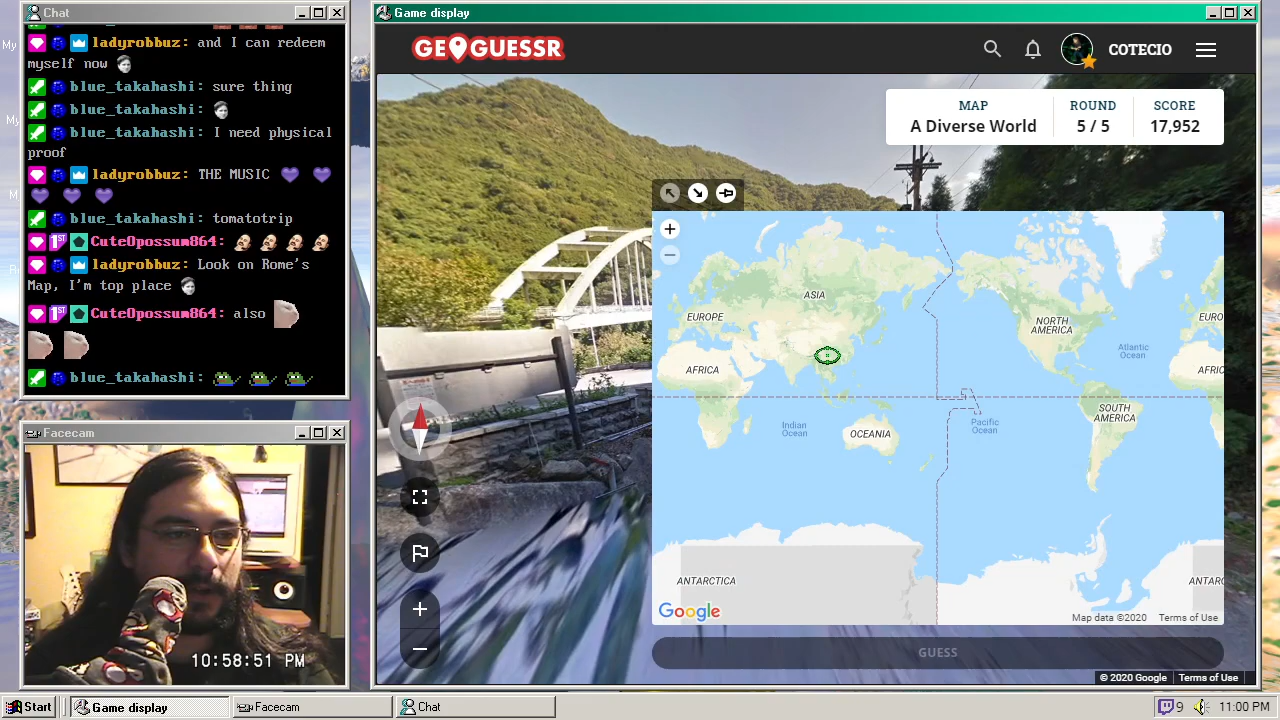 Chat
ladyrobbuz: and I can redeem
myself now
blue_takahashi: sure thing
blue_takahashi:
blue_takahashi: I need physical
proof
ladyrobbuz: THE MUSIC
blue_takahashi: tomatotrip
1ST CuteOpossum864:
ladyrobbuz: Look on Rome's
Map, I'm top place
1ST CuteOpossum864: also
blue_takahashi:
Facecam
10:58:51 PM
Game display
GEOGUESSR
COTECIO
MAP
A Diverse World
ROUND
5 / 5
SCORE
17,952
ASIA
EUROPE
NORTH
AMERICA
EURO
Atlantic
Ocean
AFRICA
AFRIC
SOUTH
AMERICA
Indian
Ocean
OCEANIA
Pacific
Ocean
ANTARCTICA
ANTARC
Google
Map data ©2020 Terms of Use
GUESS
© 2020 Google Terms of Use
Start
Game display
Facecam
Chat
9
11:00 PM